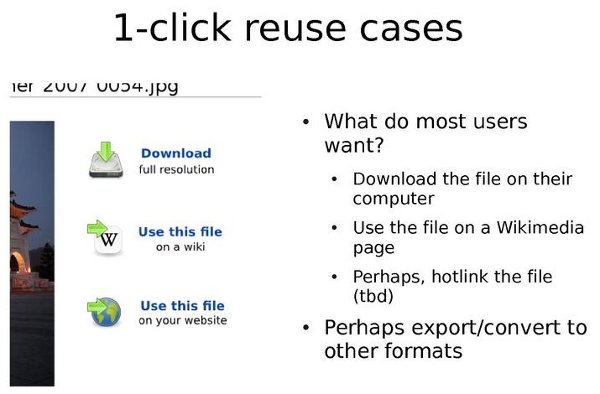 1-click reuse cases
ner 2007 0054.jpg
Download
full resolution
W
Use this file
on a wiki
Use this file
on your website
• What do most users
want?
• Download the file on their
computer
• Use the file on a Wikimedia
page
• Perhaps, hotlink the file
(tbd)
• Perhaps export/convert to
other formats